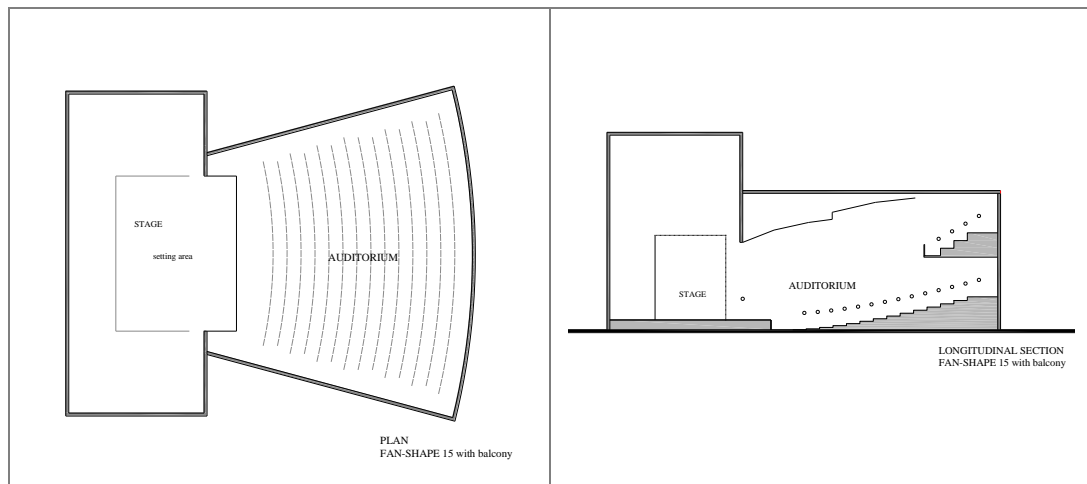 STAGE
setting area
AUDITORIUM
PLAN
FAN-SHAPE 15 with balcony
AUDITORIUM
STAGE
LONGITUDINAL SECTION
FAN-SHAPE 15 with balcony